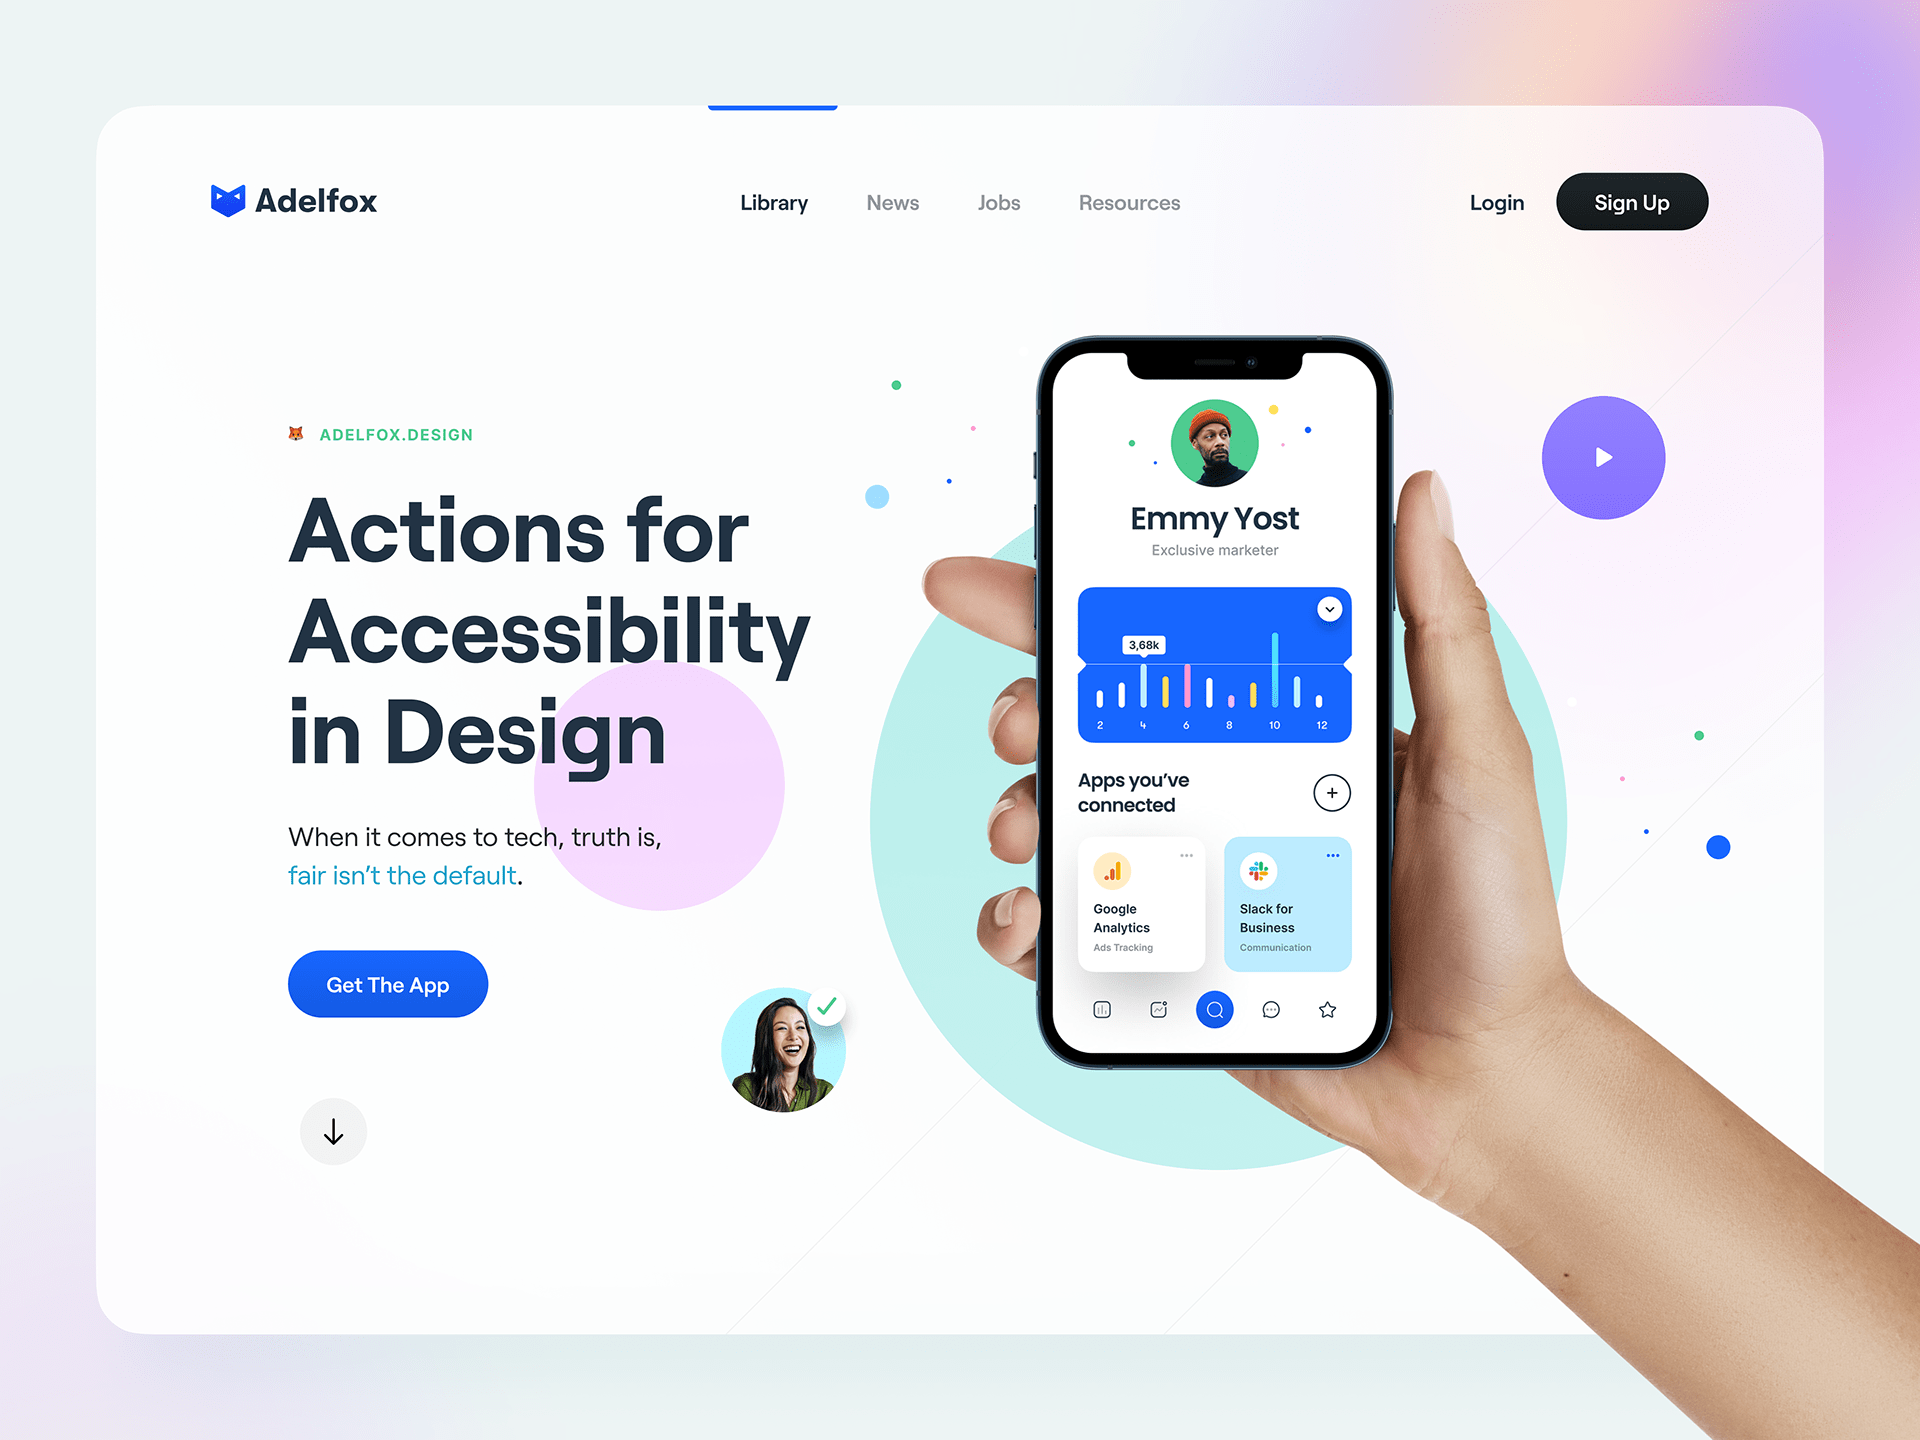 Adelfox
Library
News
Jobs
Resources
Login
Sign Up
ADELFOX.DESIGN
Actions for
Accessibility
in Design
When it comes to tech, truth is,
fair isn’t the default.
Get The App
Emmy Yost
Exclusive marketer
3,68k
2 4 6 8 10 12
Apps you’ve
connected
Google
Analytics
Ads Tracking
Slack for
Business
Communication